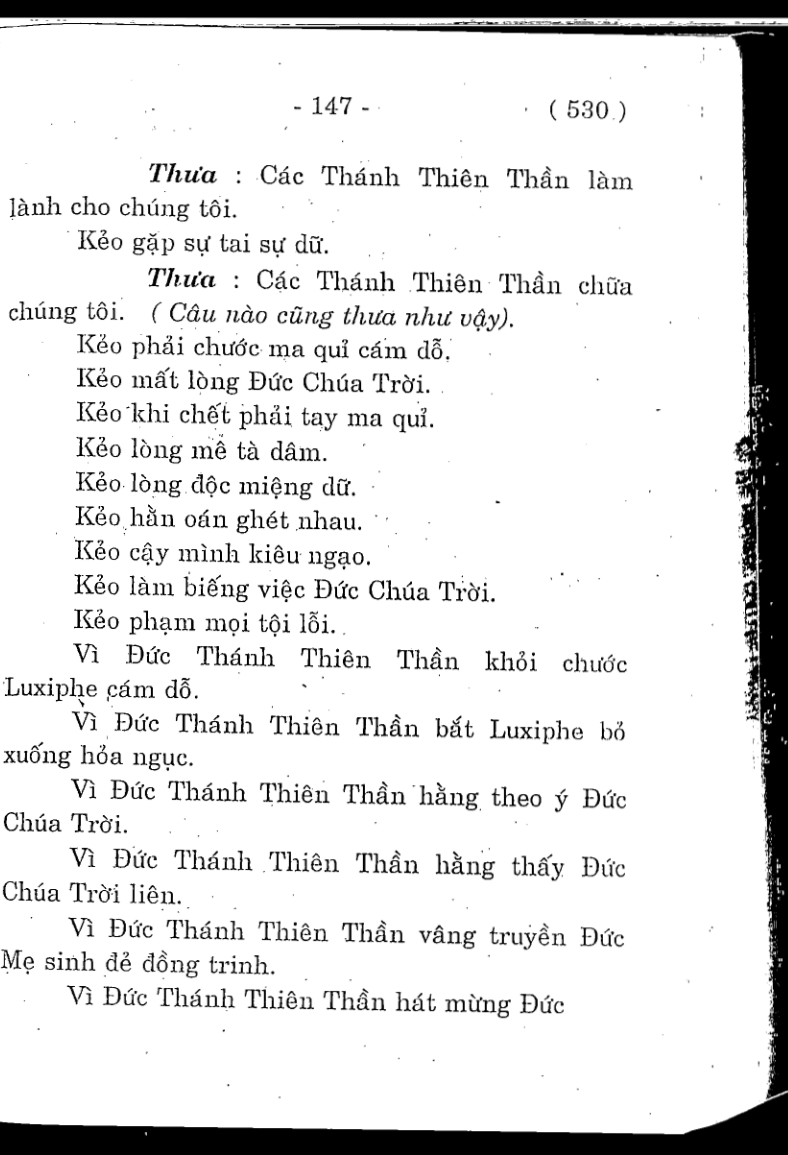 - 147 - ( 530 )
Thưa : Các Thánh Thiên Thần làm
lành cho chúng tôi.
Kẻo gặp sự tai sự dữ.
Thưa : Các Thánh Thiên Thần chữa
chúng tôi. ( Câu nào cũng thưa như vậy).
Kẻo phải chước ma quỉ cám dỗ.
Kẻo mất lòng Đức Chúa Trời.
Kẻo khi chết phải tay ma quỉ.
Kẻo lòng mê tà dâm.
Kẻo lòng độc miệng dữ.
Kẻo hằn oán ghét nhau.
Kẻo cậy mình kiêu ngạo.
Kẻo làm biếng việc Đức Chúa Trời.
Kẻo phạm mọi tội lỗi.
Vì Đức Thánh Thiên Thần khỏi chước
Luxiphe cám dỗ.
Vì Đức Thánh Thiên Thần bắt Luxiphe bỏ
xuống hỏa ngục.
Vì Đức Thánh Thiên Thần hằng theo ý Đức
Chúa Trời.
Vì Đức Thánh Thiên Thần hằng thấy Đức
Chúa Trời liên.
Vì Đức Thánh Thiên Thần vâng truyền Đức
Mẹ sinh đẻ đồng trinh.
Vì Đức Thánh Thiên Thần hát mừng Đức